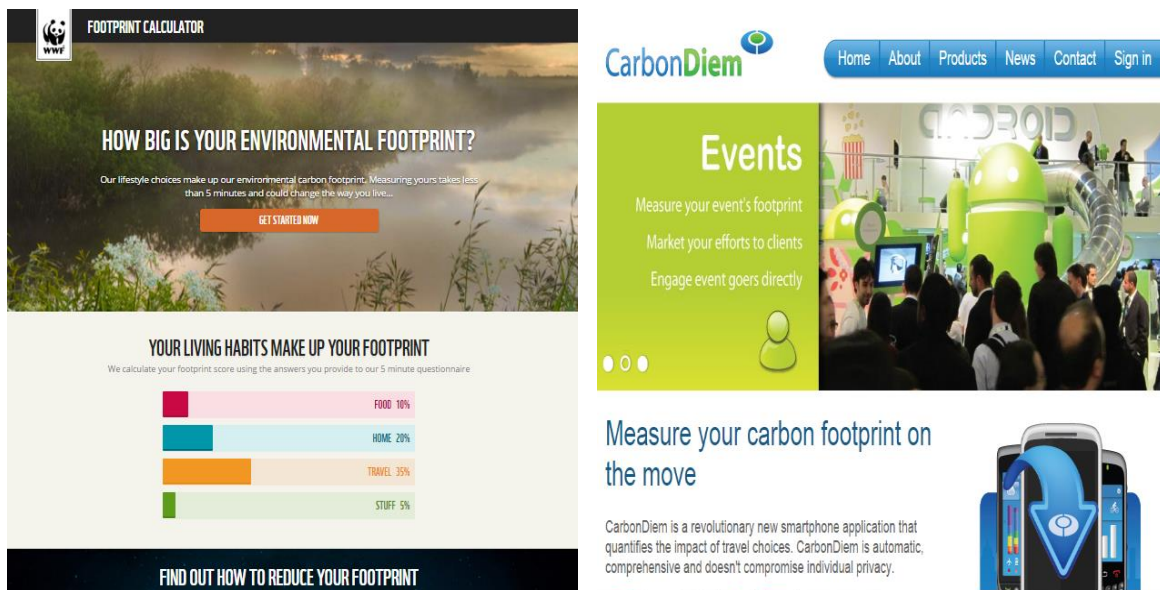 WWF
FOOTPRINT CALCULATOR
HOW BIG IS YOUR ENVIRONMENTAL FOOTPRINT?
Our lifestyle choices make up our environmental carbon footprint. Measuring yours takes less
than 5 minutes and could change the way you live...
GET STARTED NOW
YOUR LIVING HABITS MAKE UP YOUR FOOTPRINT
We calculate your footprint score using the answers you provide to our 5 minute questionnaire
FOOD 10%
HOME 20%
TRAVEL 35%
STUFF 5%
FIND OUT HOW TO REDUCE YOUR FOOTPRINT
CarbonDiem
Home About Products News Contact Sign in
Events
Measure your event's footprint
Market your efforts to clients
Engage event goers directly
ANDROID
Measure your carbon footprint on
the move
CarbonDiem is a revolutionary new smartphone application that
quantifies the impact of travel choices. CarbonDiem is automatic,
comprehensive and doesn't compromise individual privacy.